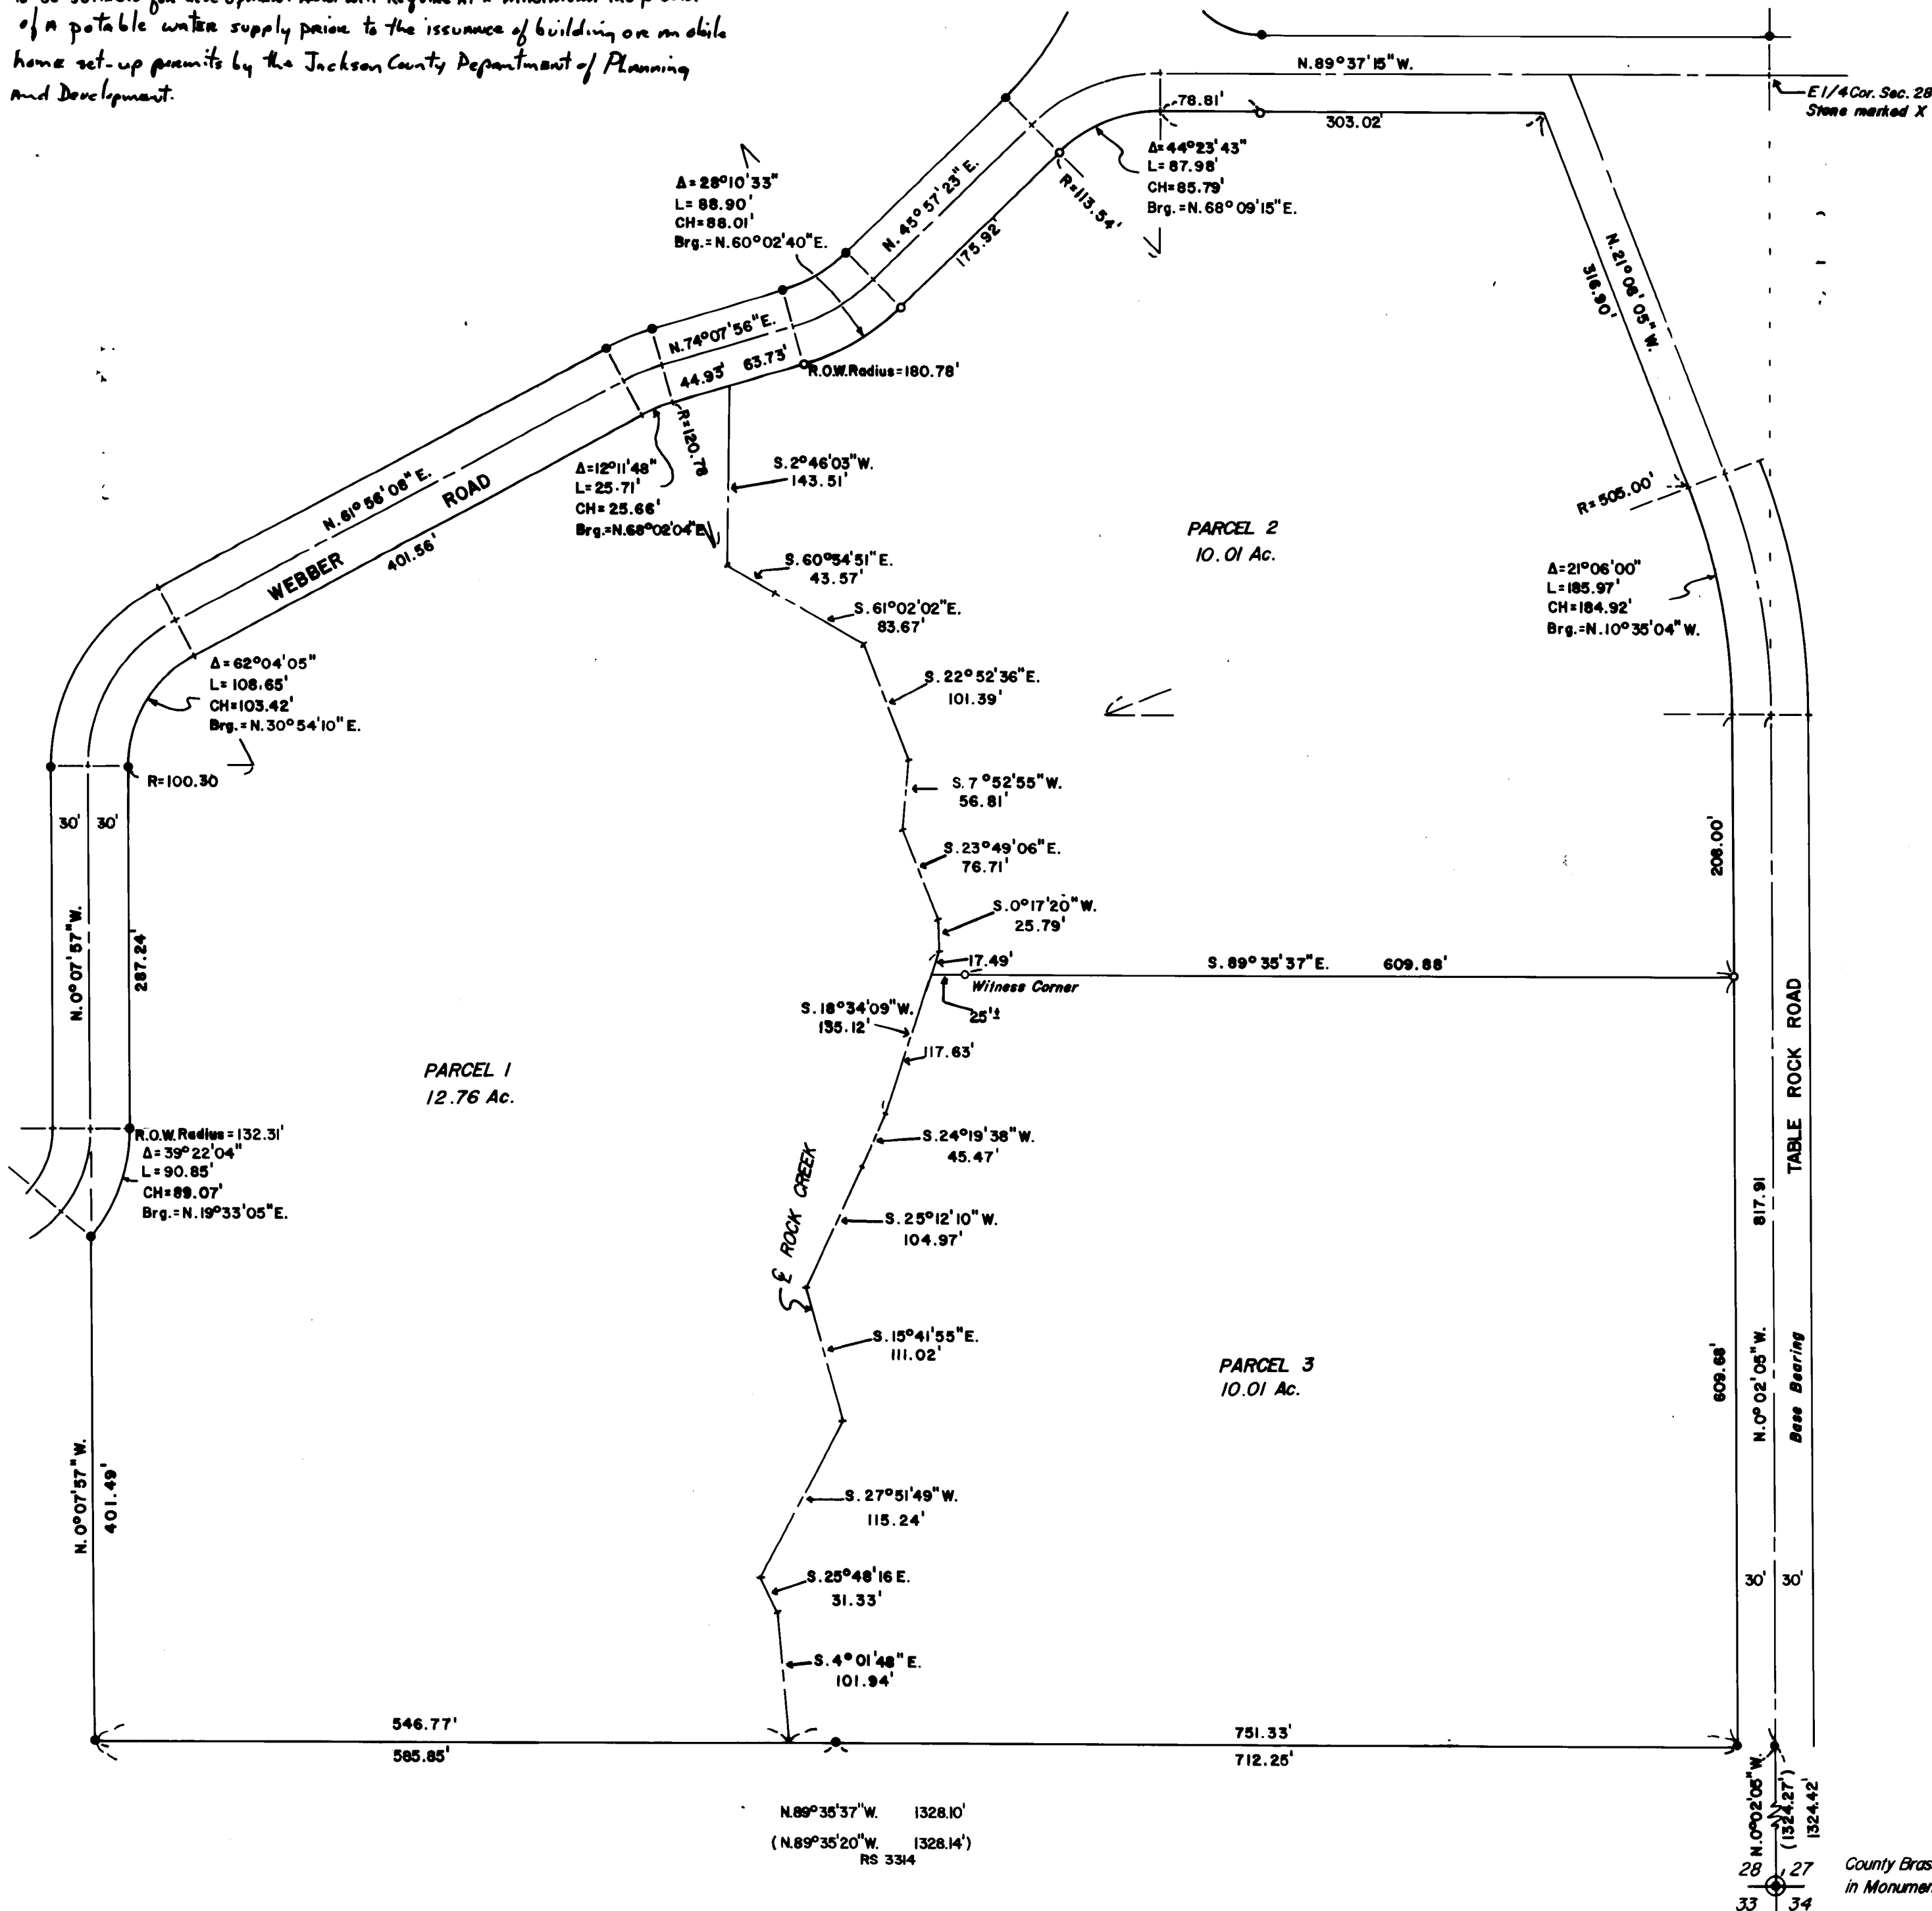 of a potable water supply prior to the issuance of building or mobile
home set-up permits by the Jackson County Department of Planning
and Development.
N.89°37'15"W.
E 1/4 Cor. Sec. 28
Stone marked X
78.81'
303.02'
Δ=44°23'43"
L=87.98'
CH=85.79'
Brg.=N.68°09'15"E.
R=113.54'
Δ=28°10'33"
L=88.90'
CH=88.01'
Brg.=N.60°02'40"E.
N.45°57'23"E.
175.92'
N.21°08'05"W.
316.90'
N.74°07'56"E.
44.93' 63.73'
R.O.W. Radius=180.78'
R=120.78
Δ=12°11'48"
L=25.71'
CH=25.66'
Brg.=N.68°02'04"E
N.61°56'08"E.
WEBBER ROAD
401.56'
S.2°46'03"W.
143.51'
PARCEL 2
10.01 Ac.
R=505.00'
S.60°54'51"E.
43.57'
S.61°02'02"E.
83.67'
Δ=21°06'00"
L=185.97'
CH=184.92'
Brg.=N.10°35'04"W.
Δ=62°04'05"
L=108.65'
CH=103.42'
Brg.=N.30°54'10"E.
S.22°52'36"E.
101.39'
R=100.30
S.7°52'55"W.
56.81'
30' 30'
208.00'
S.23°49'06"E.
76.71'
S.0°17'20"W.
25.79'
N.0°07'57"W.
287.24'
17.49'
S.89°35'37"E. 609.88'
Witness Corner
25'±
S.18°34'09"W.
135.12'
117.63'
TABLE ROCK ROAD
PARCEL 1
12.76 Ac.
R.O.W. Radius=132.31'
Δ=39°22'04"
L=90.85'
CH=89.07'
Brg.=N.19°33'05"E.
S.24°19'38"W.
45.47'
℄ ROCK CREEK
S.25°12'10"W.
104.97'
817.91
S.15°41'55"E.
111.02'
PARCEL 3
10.01 Ac.
609.68'
N.0°02'05"W.
Base Bearing
N.0°07'57"W.
401.49'
S.27°51'49"W.
115.24'
S.25°48'16 E.
31.33'
30' 30'
S.4°01'48"E.
101.94'
546.77'
585.85'
751.33'
712.25'
N.89°35'37"W. 1328.10'
(N.89°35'20"W. 1328.14')
RS 3314
N.0°02'05"W.
(1324.27')
1324.42'
28 27
33 34
County Bras
in Monumen